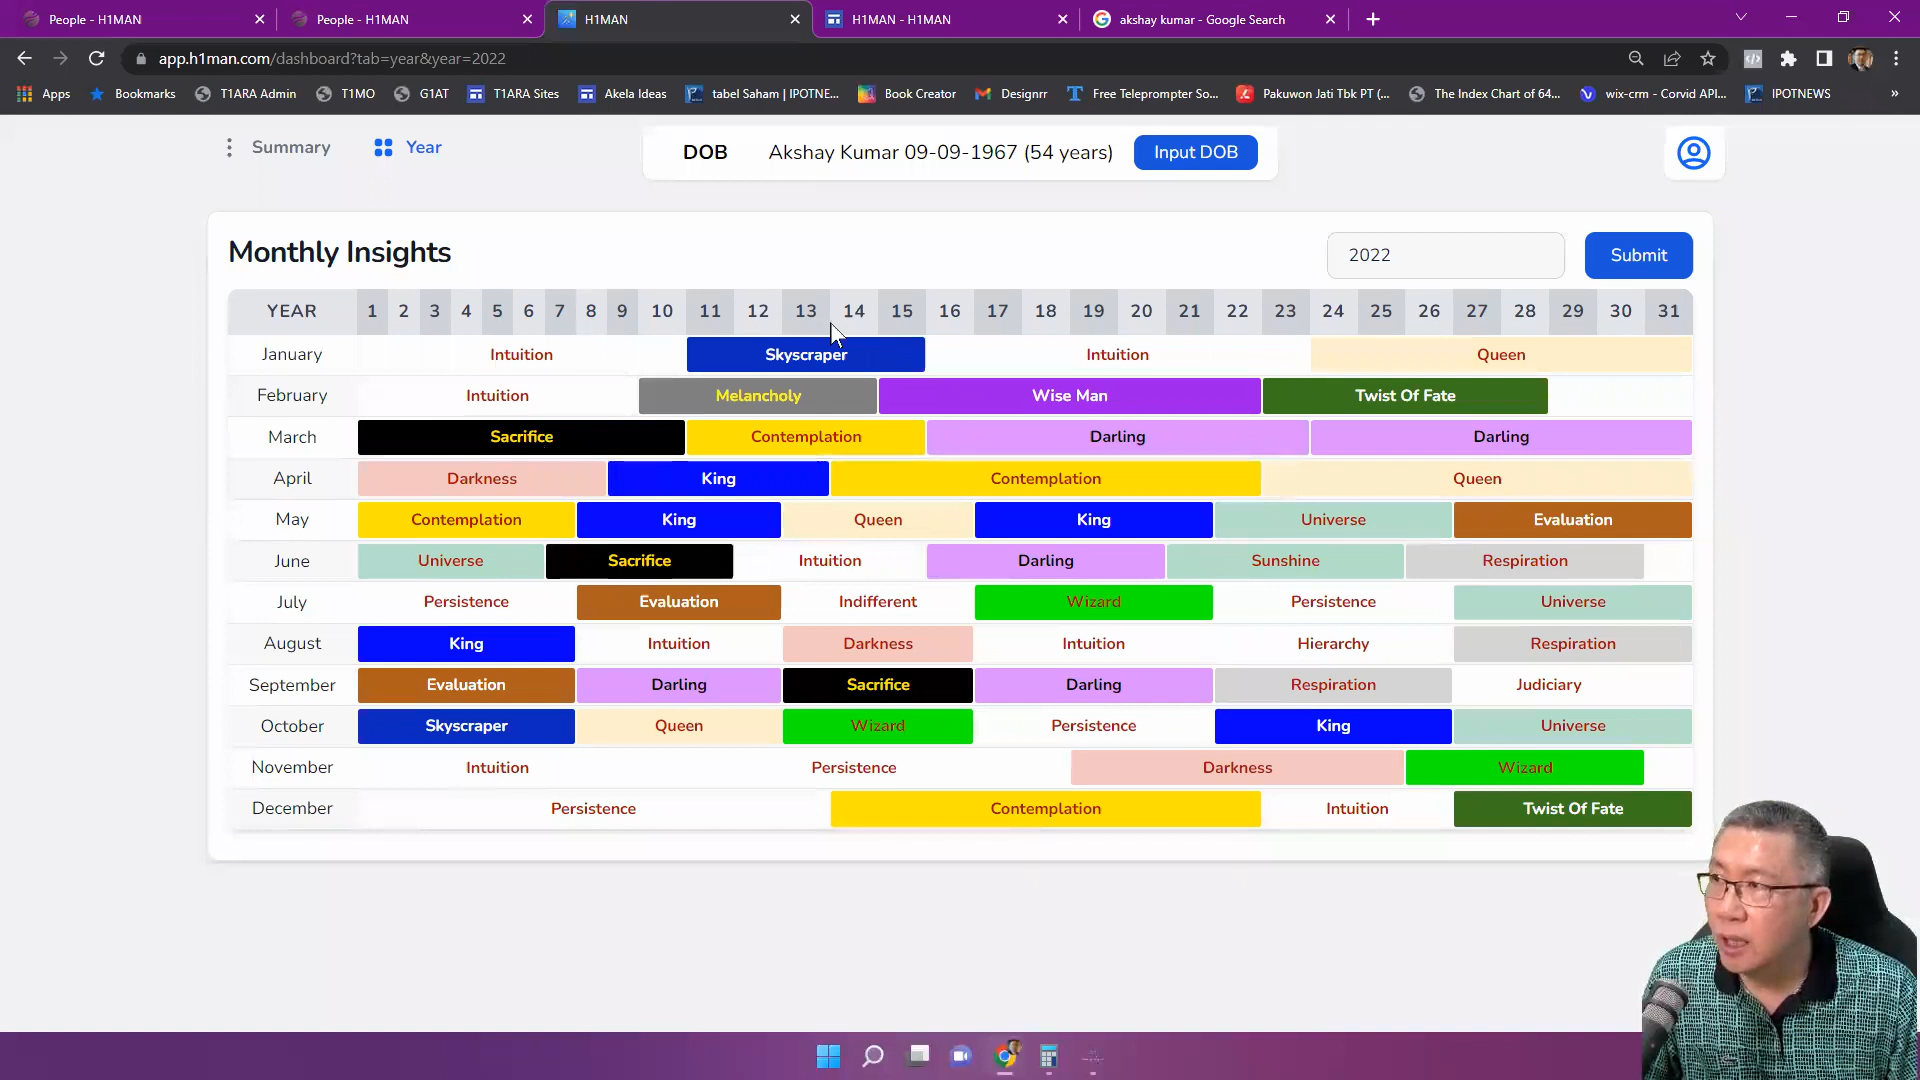 People - H1MAN
People - H1MAN
H1MAN
H1MAN - H1MAN
akshay kumar - Google Search
app.h1man.com/dashboard?tab=year&year=2022
Apps
Bookmarks
T1ARA Admin
T1MO
G1AT
T1ARA Sites
Akela Ideas
tabel Saham | IPOTNE...
Book Creator
Designrr
Free Teleprompter So...
Pakuwon Jati Tbk PT (...
The Index Chart of 64...
wix-crm - Corvid API...
IPOTNEWS
»
Summary
Year
DOB Akshay Kumar 09-09-1967 (54 years) Input DOB
Monthly Insights
2022
Submit
YEAR 1 2 3 4 5 6 7 8 9 10 11 12 13 14 15 16 17 18 19 20 21 22 23 24 25 26 27 28 29 30 31
January Intuition Skyscraper Intuition Queen
February Intuition Melancholy Wise Man Twist Of Fate
March Sacrifice Contemplation Darling Darling
April Darkness King Contemplation Queen
May Contemplation King Queen King Universe Evaluation
June Universe Sacrifice Intuition Darling Sunshine Respiration
July Persistence Evaluation Indifferent Wizard Persistence Universe
August King Intuition Darkness Intuition Hierarchy Respiration
September Evaluation Darling Sacrifice Darling Respiration Judiciary
October Skyscraper Queen Wizard Persistence King Universe
November Intuition Persistence Darkness Wizard
December Persistence Contemplation Intuition Twist Of Fate